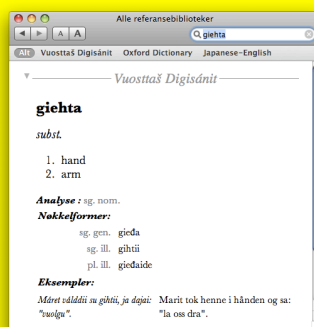 Alle referansebiblioteker
A A
giehta
Alt Vuosttaš Digisánit Oxford Dictionary Japanese-English
Vuosttaš Digisánit
giehta
subst.
1. hand
2. arm
Analyse : sg. nom.
Nøkkelformer:
sg. gen. gieđa
sg. ill. gihtii
pl. ill. gieđaide
Eksempler:
Máret válddii su gihtii, ja dajai: Marit tok henne i hånden og sa:
"vuolgu". "la oss dra".